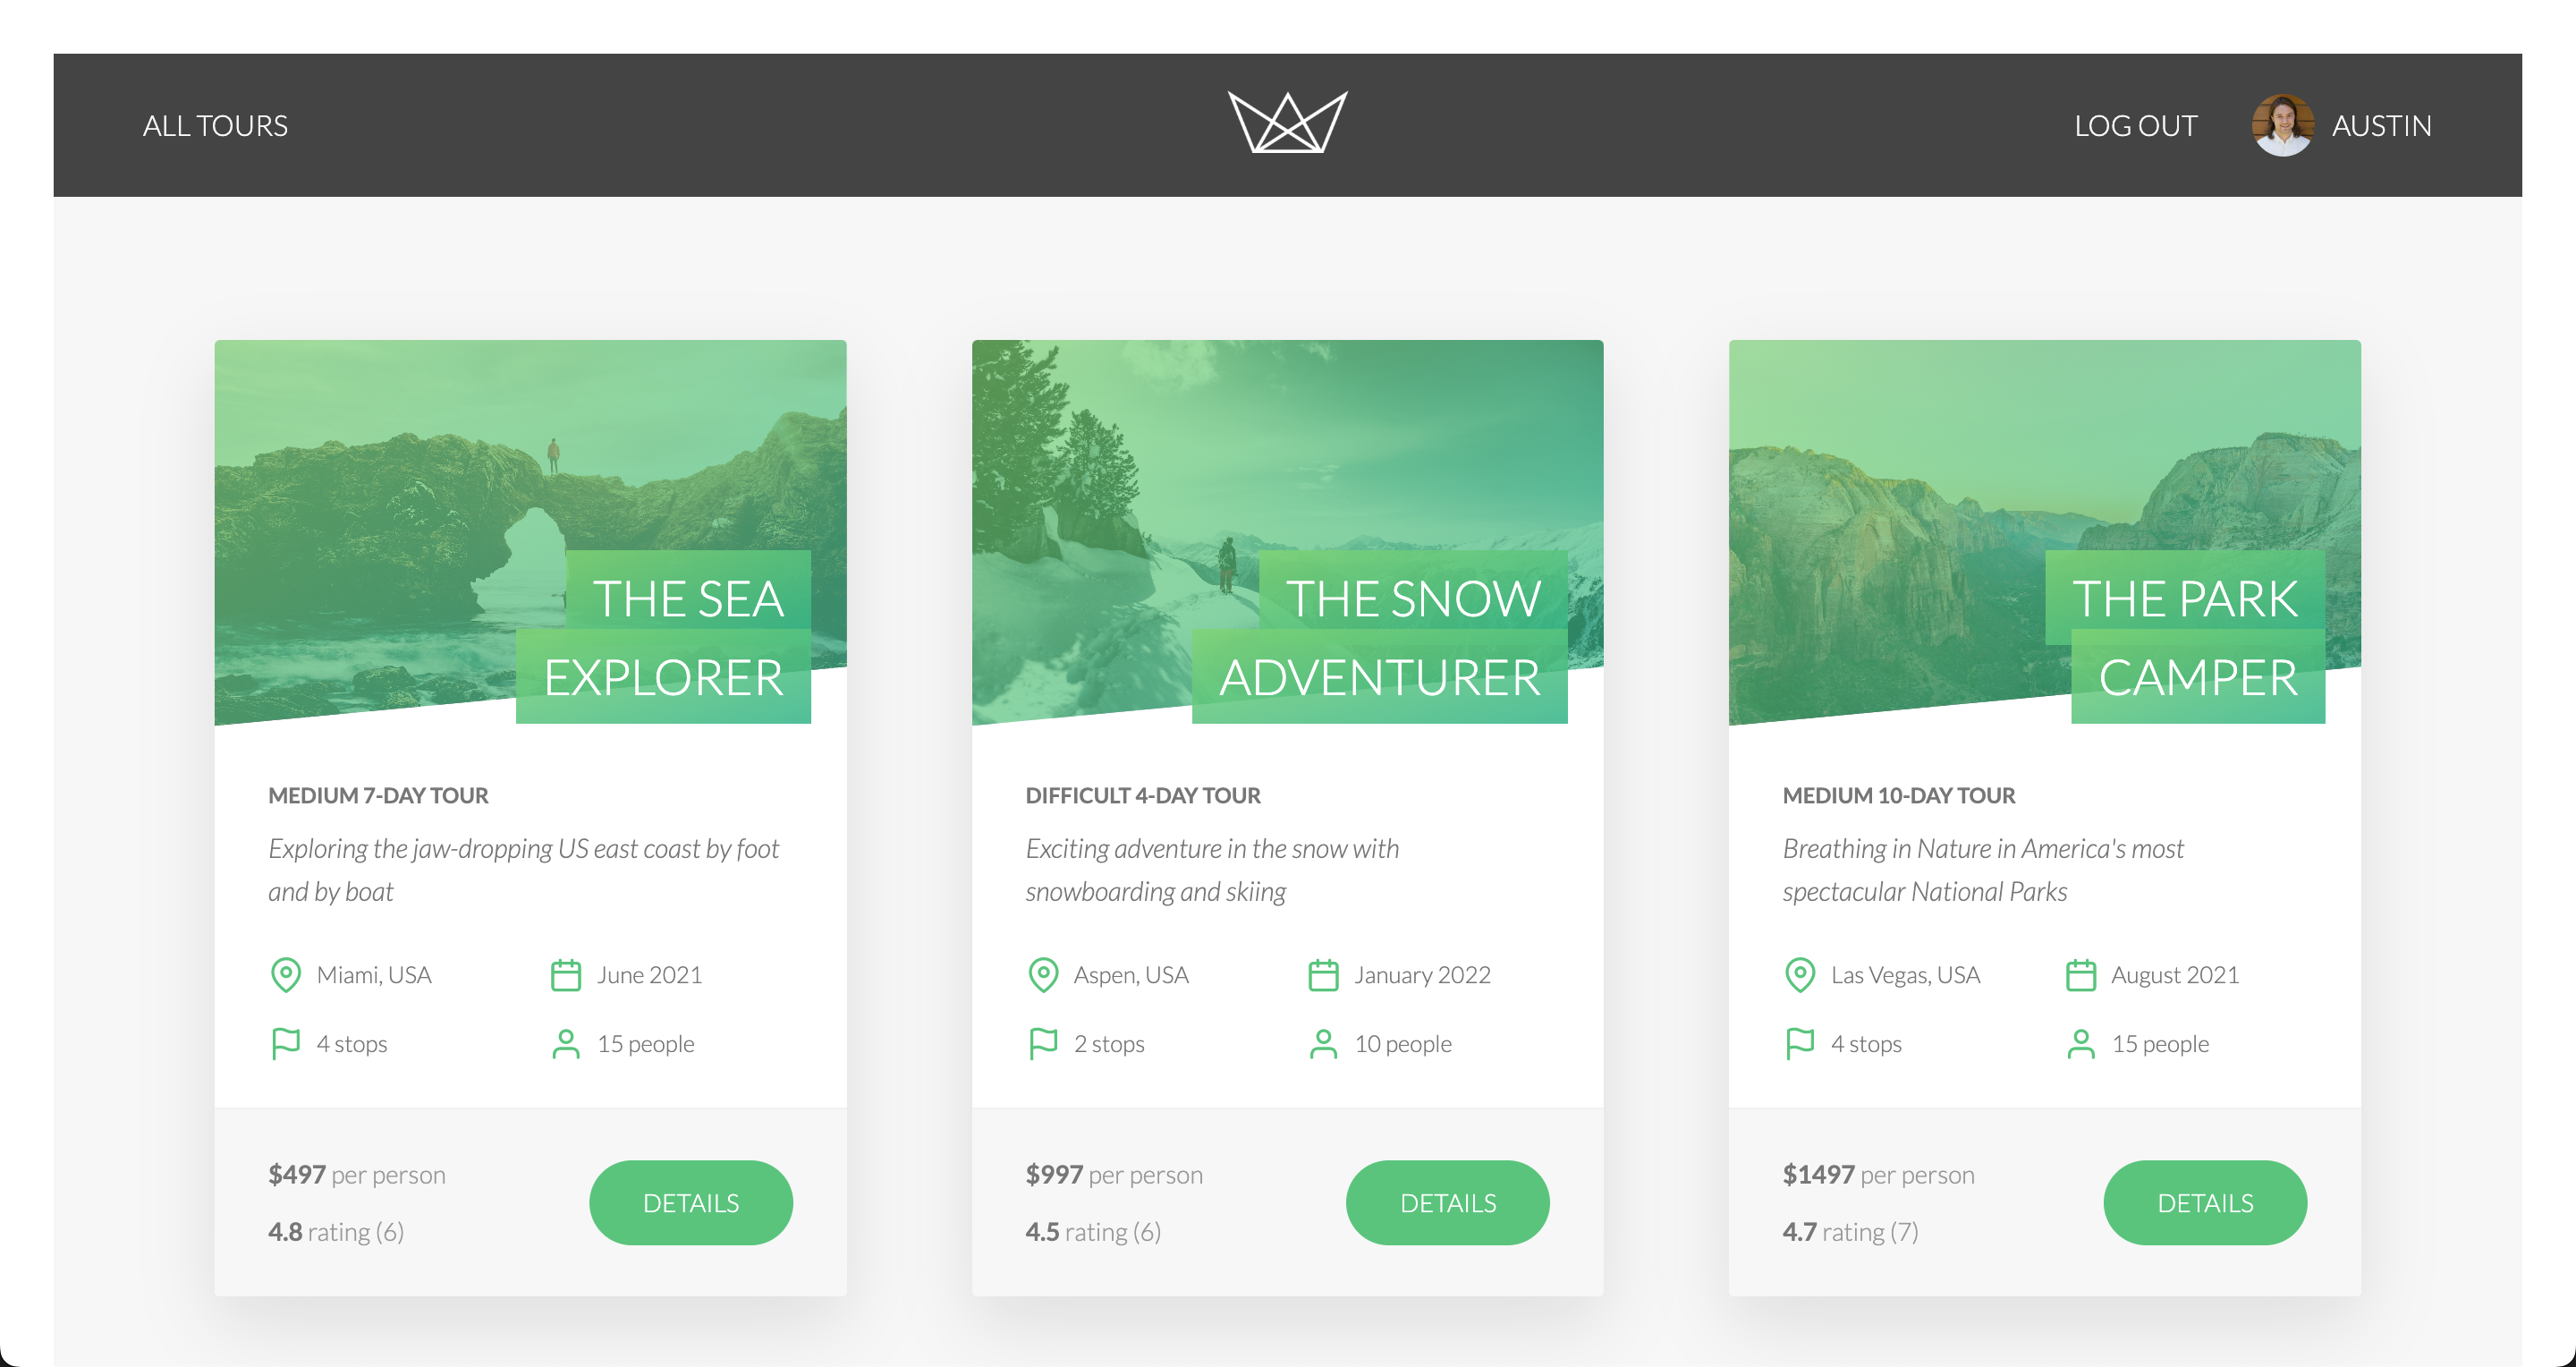 ALL TOURS
LOG OUT
AUSTIN
THE SEA
EXPLORER
MEDIUM 7-DAY TOUR
Exploring the jaw-dropping US east coast by foot
and by boat
Miami, USA
June 2021
4 stops
15 people
$497 per person
4.8 rating (6)
DETAILS
THE SNOW
ADVENTURER
DIFFICULT 4-DAY TOUR
Exciting adventure in the snow with
snowboarding and skiing
Aspen, USA
January 2022
2 stops
10 people
$997 per person
4.5 rating (6)
DETAILS
THE PARK
CAMPER
MEDIUM 10-DAY TOUR
Breathing in Nature in America's most
spectacular National Parks
Las Vegas, USA
August 2021
4 stops
15 people
$1497 per person
4.7 rating (7)
DETAILS